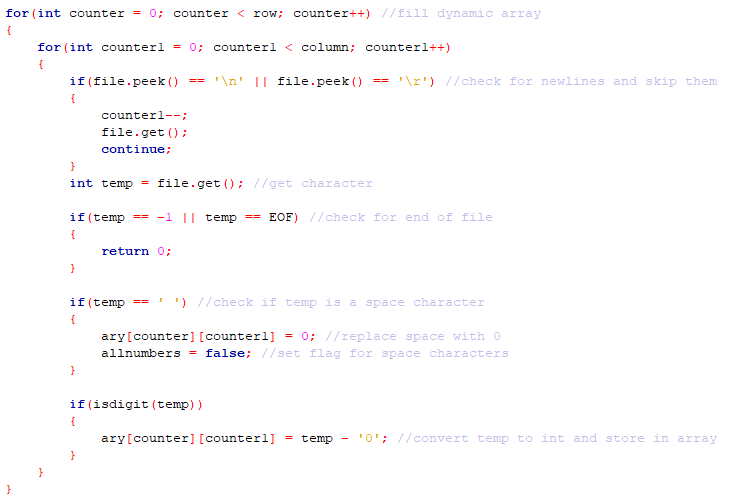 for(int counter = 0; counter < row; counter++) //fill dynamic array
{
    for(int counter1 = 0; counter1 < column; counter1++)
    {
        if(file.peek() == '\n' || file.peek() == '\r') //check for newlines and skip them
        {
            counter1--;
            file.get();
            continue;
        }
        int temp = file.get(); //get character

        if(temp == -1 || temp == EOF) //check for end of file
        {
            return 0;
        }

        if(temp == ' ') //check if temp is a space character
        {
            ary[counter][counter1] = 0; //replace space with 0
            allnumbers = false; //set flag for space characters
        }

        if(isdigit(temp))
        {
            ary[counter][counter1] = temp - '0'; //convert temp to int and store in array
        }
    }
}